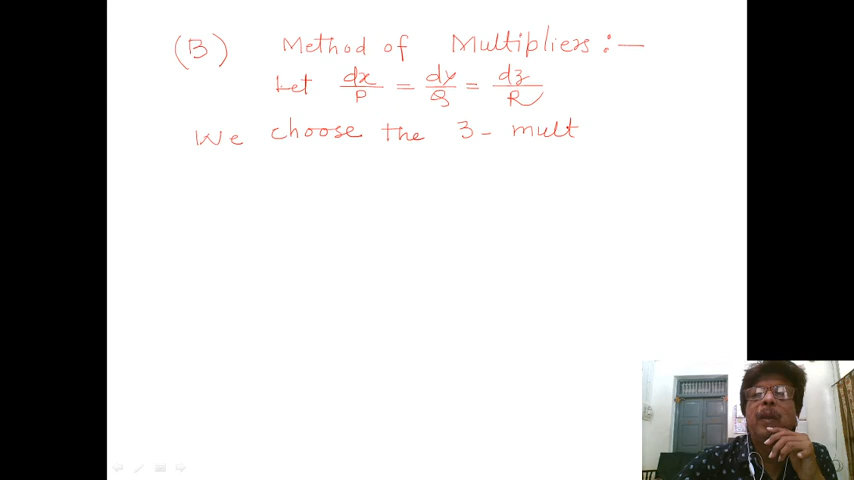 (B) Method of Multipliers :—
Let dx/P = dy/Q = dz/R
We choose the 3- mult